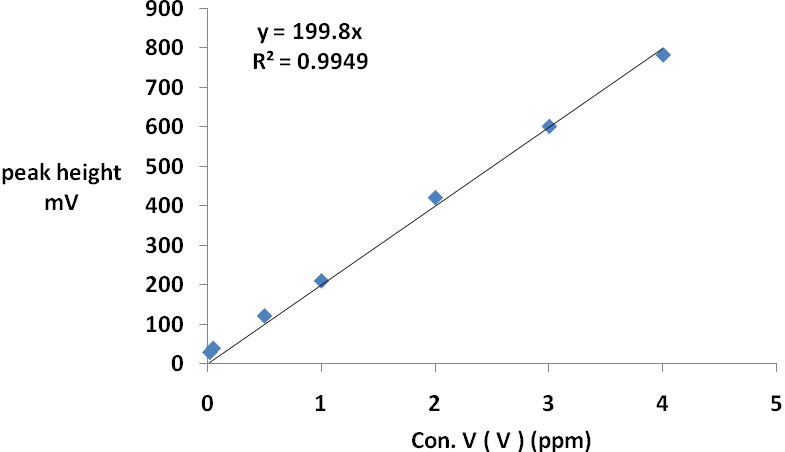 y = 199.8x
R² = 0.9949
peak height
mV
900
800
700
600
500
400
300
200
100
0
0 1 2 3 4 5
Con. V ( V ) (ppm)